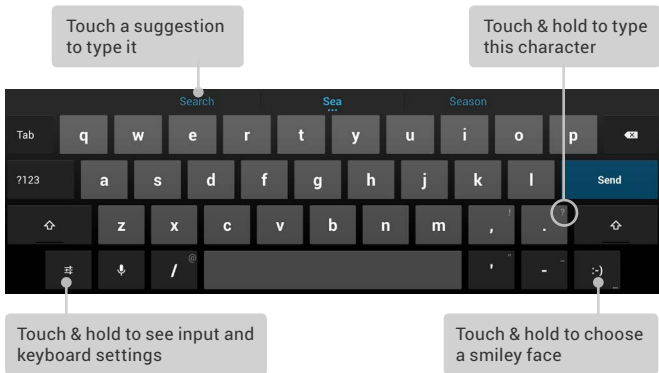 Touch a suggestion
to type it
Touch & hold to type
this character
Search Sea Season
Tab q w e r t y u i o p
?123 a s d f g h j k l Send
z x c v b n m , ! . ?
/ @ ' " - _ :-)
Touch & hold to see input and
keyboard settings
Touch & hold to choose
a smiley face